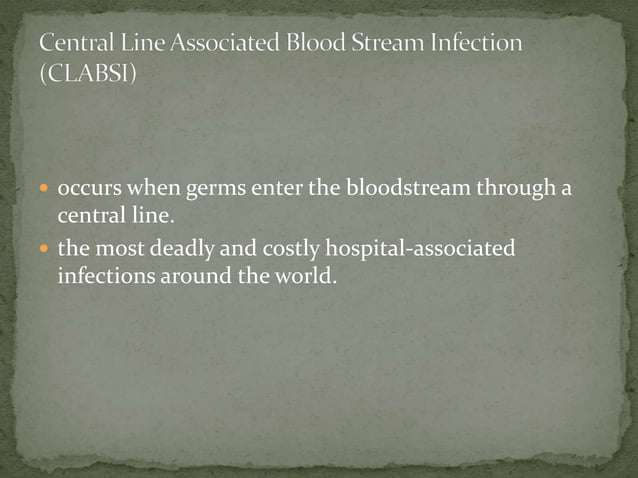 Central Line Associated Blood Stream Infection
(CLABSI)
• occurs when germs enter the bloodstream through a
central line.
• the most deadly and costly hospital-associated
infections around the world.